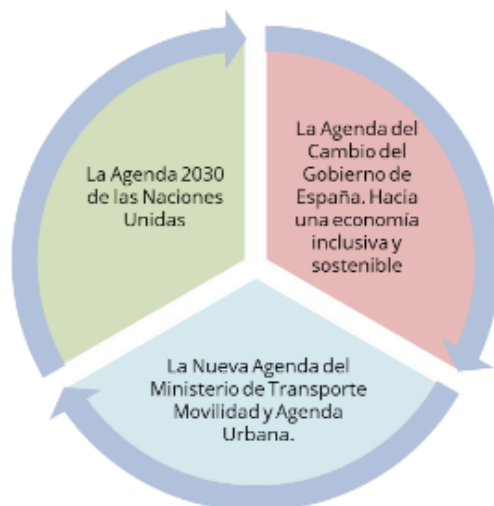 La Agenda 2030
de las Naciones
Unidas
La Agenda del
Cambio del
Gobierno de
España. Hacia
una economía
inclusiva y
sostenible
La Nueva Agenda del
Ministerio de Transporte
Movilidad y Agenda
Urbana.